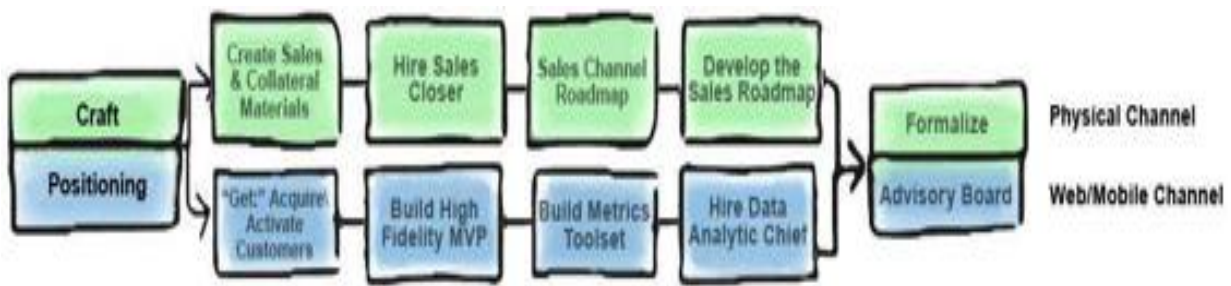 Craft
Positioning
Create Sales
& Collateral
Materials
Hire Sales
Closer
Sales Channel
Roadmap
Develop the
Sales Roadmap
"Get;" Acquire\
Activate
Customers
Build High
Fidelity MVP
Build Metrics
Toolset
Hire Data
Analytic Chief
Formalize
Advisory Board
Physical Channel
Web/Mobile Channel